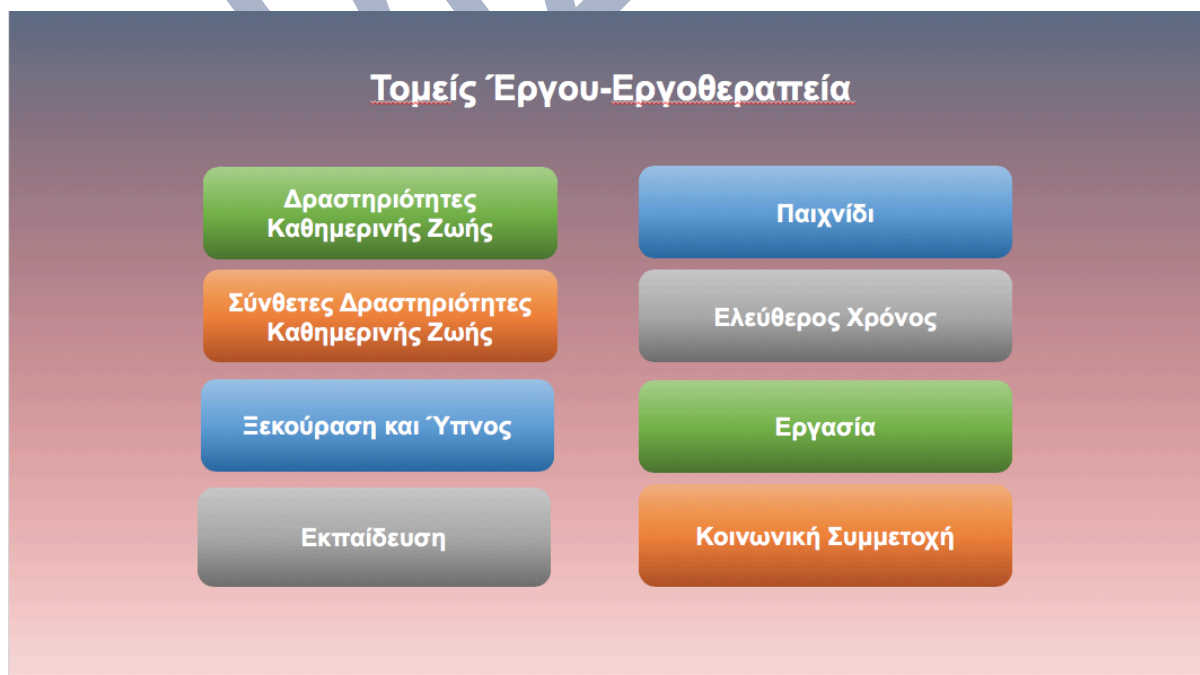 Τομείς Έργου-Εργοθεραπεία
Δραστηριότητες
Καθημερινής Ζωής
Σύνθετες Δραστηριότητες
Καθημερινής Ζωής
Ξεκούραση και Ύπνος
Εκπαίδευση
Παιχνίδι
Ελεύθερος Χρόνος
Εργασία
Κοινωνική Συμμετοχή